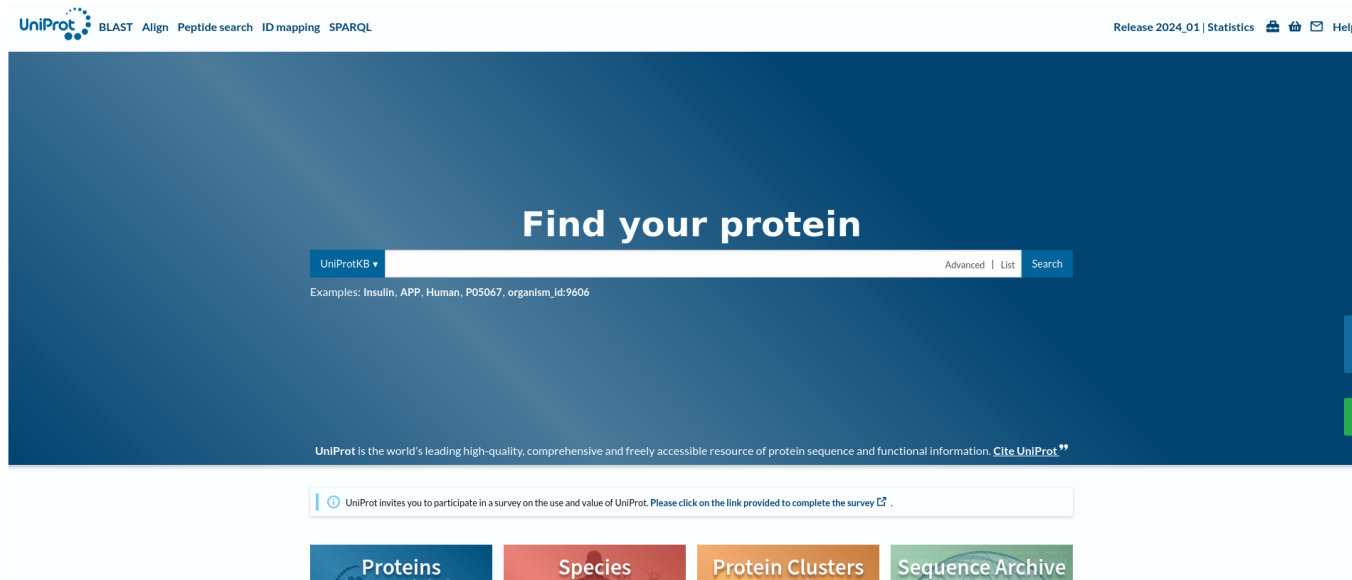 UniProt BLAST Align Peptide search ID mapping SPARQL Release 2024_01 | Statistics Help
Find your protein
UniProtKB ▾ Advanced | List Search
Examples: Insulin, APP, Human, P05067, organism_id:9606
UniProt is the world's leading high-quality, comprehensive and freely accessible resource of protein sequence and functional information. Cite UniProt ❞
UniProt invites you to participate in a survey on the use and value of UniProt. Please click on the link provided to complete the survey .
Proteins Species Protein Clusters Sequence Archive